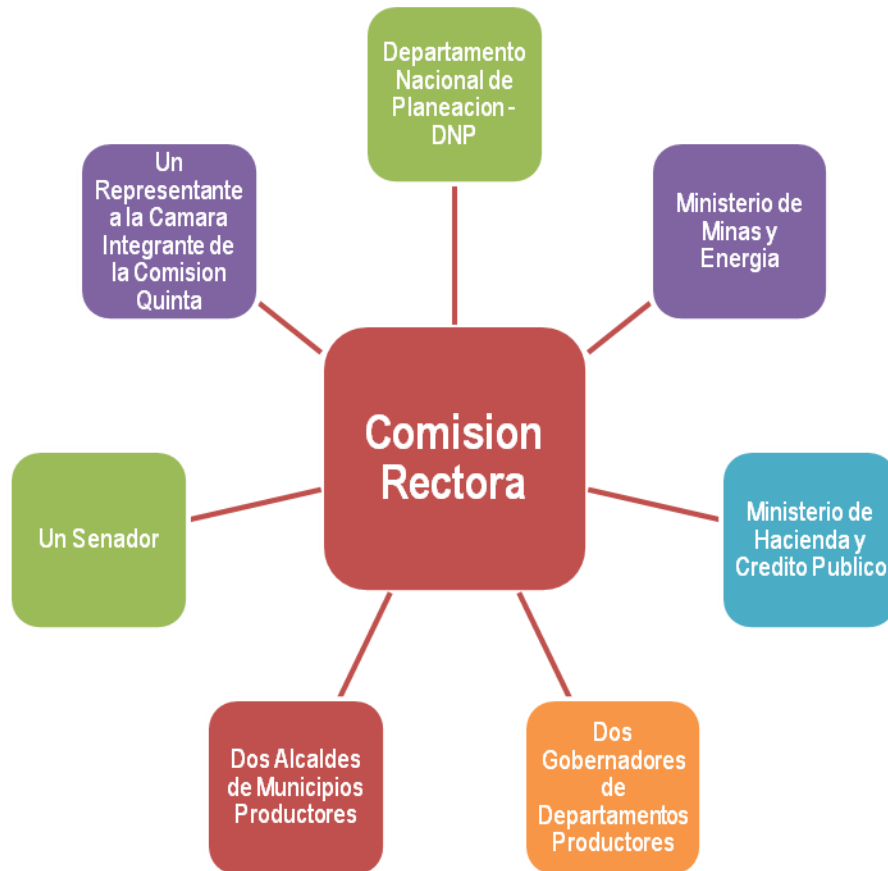 Departamento
Nacional de
Planeacion -
DNP
Ministerio de
Minas y
Energia
Ministerio de
Hacienda y
Credito Publico
Dos
Gobernadores
de
Departamentos
Productores
Dos Alcaldes
de Municipios
Productores
Un Senador
Un
Representante
a la Camara
Integrante de
la Comision
Quinta
Comision
Rectora